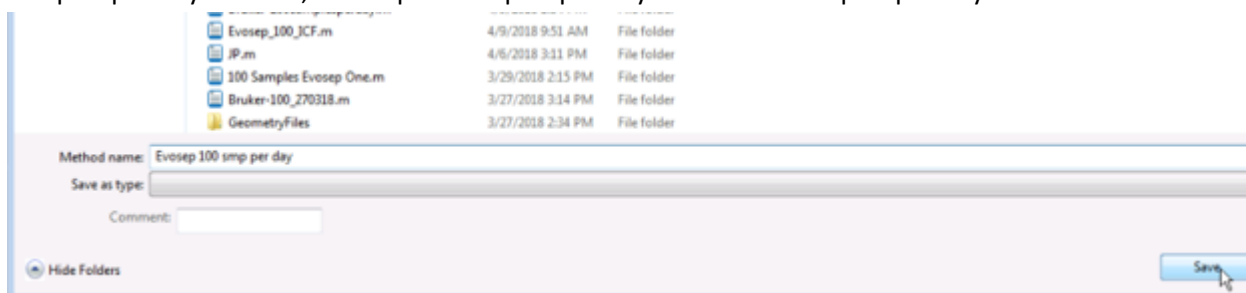 Evosep_100_ICF.m 4/9/2018 9:51 AM File folder
JP.m 4/6/2018 3:11 PM File folder
100 Samples Evosep One.m 3/29/2018 2:15 PM File folder
Bruker-100_270318.m 3/27/2018 3:14 PM File folder
GeometryFiles 3/27/2018 2:34 PM File folder
Method name: Evosep 100 smp per day
Save as type:
Comment:
Hide Folders
Save